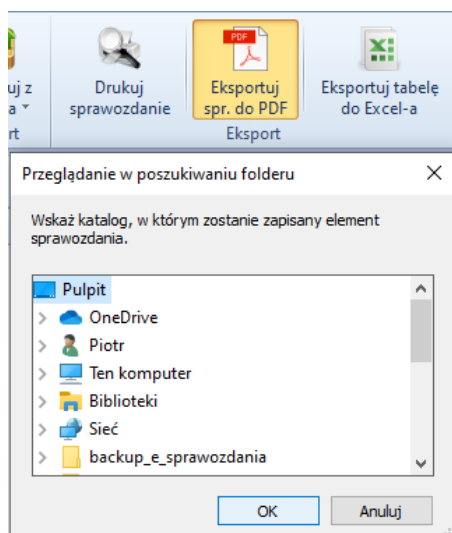 uj z
a
rt
Drukuj
sprawozdanie
PDF
Eksportuj
spr. do PDF
Eksportuj tabelę
do Excel-a
Eksport
Przeglądanie w poszukiwaniu folderu
Wskaż katalog, w którym zostanie zapisany element
sprawozdania.
Pulpit
OneDrive
Piotr
Ten komputer
Biblioteki
Sieć
backup_e_sprawozdania
OK
Anuluj